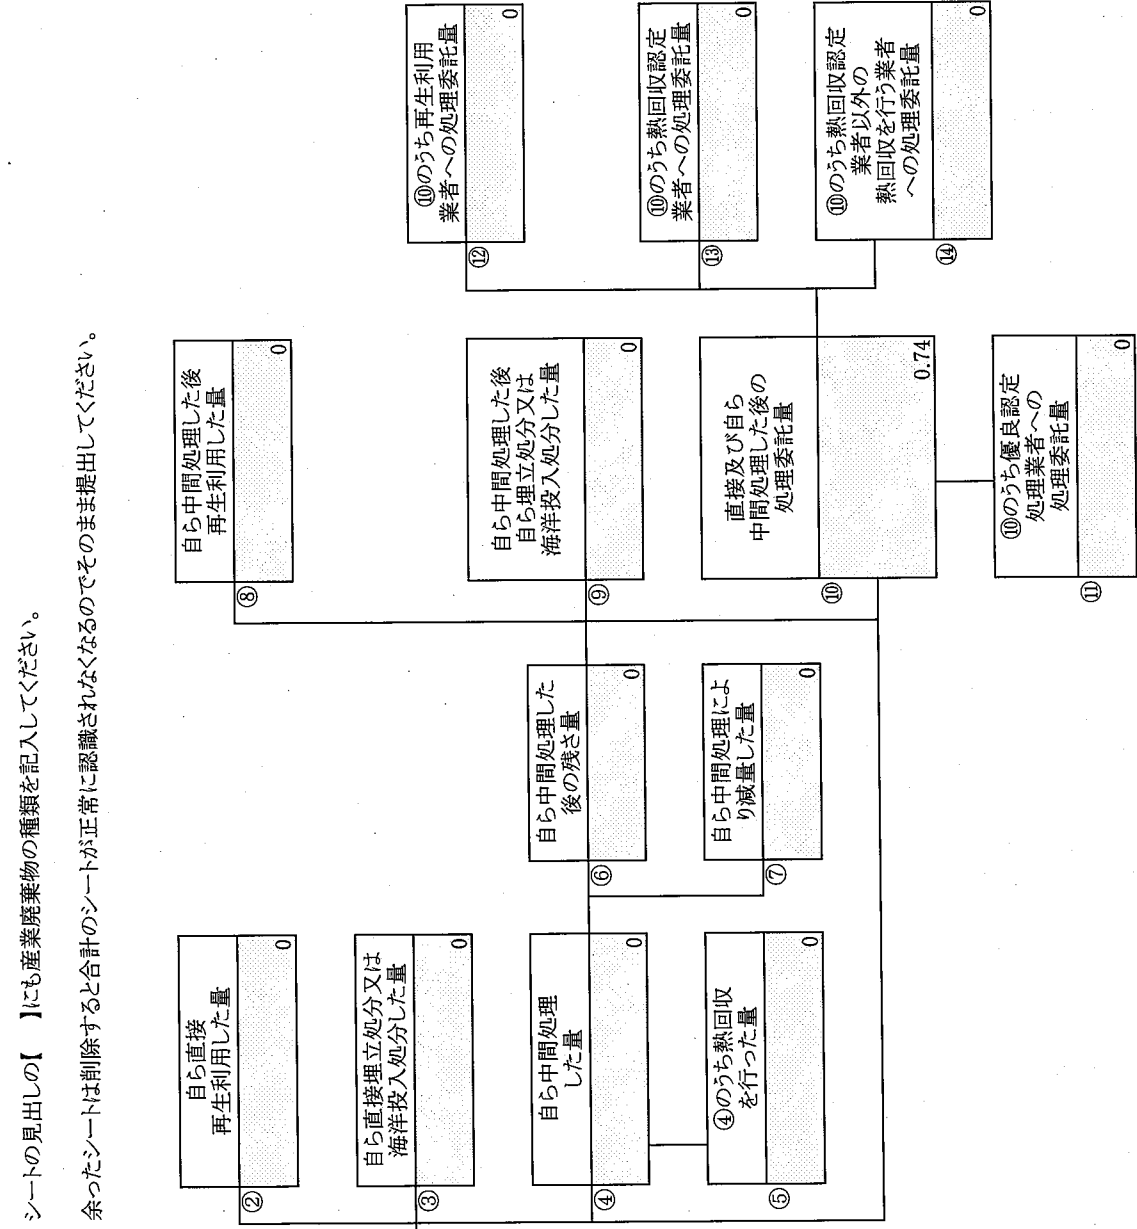 シートの見出しの【　】にも産業廃棄物の種類を記入してください。
余ったシートは削除すると合計のシートが正常に認識されなくなるのでそのまま提出してください。
自ら直接
再生利用した量
②
0
自ら直接埋立処分又は
海洋投入処分した量
③
0
自ら中間処理
した量
④
0
④のうち熱回収
を行った量
⑤
0
自ら中間処理した
後の残さ量
⑥
0
自ら中間処理によ
り減量した量
⑦
0
自ら中間処理した後
再生利用した量
⑧
0
自ら中間処理した後
自ら埋立処分又は
海洋投入処分した量
⑨
0
直接及び自ら
中間処理した後の
処理委託量
⑩
0.74
⑩のうち優良認定
処理業者への
処理委託量
⑪
0
⑩のうち再生利用
業者への処理委託量
⑫
0
⑩のうち熱回収認定
業者への処理委託量
⑬
0
⑩のうち熱回収認定
業者以外の
熱回収を行う業者
への処理委託量
⑭
0